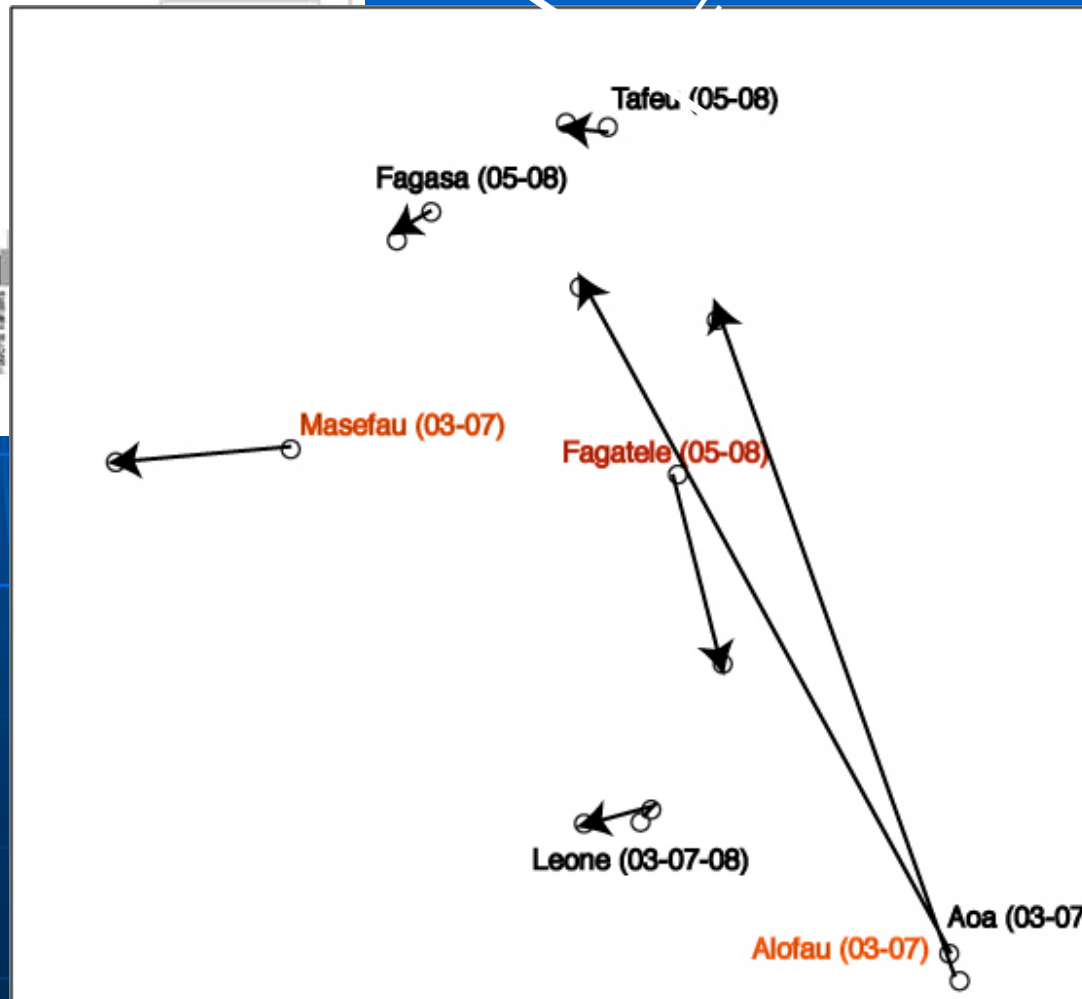 Tafeu (05-08)
Fagasa (05-08)
Masefau (03-07)
Fagatele (05-08)
Leone (03-07-08)
Aoa (03-07
Alofau (03-07)